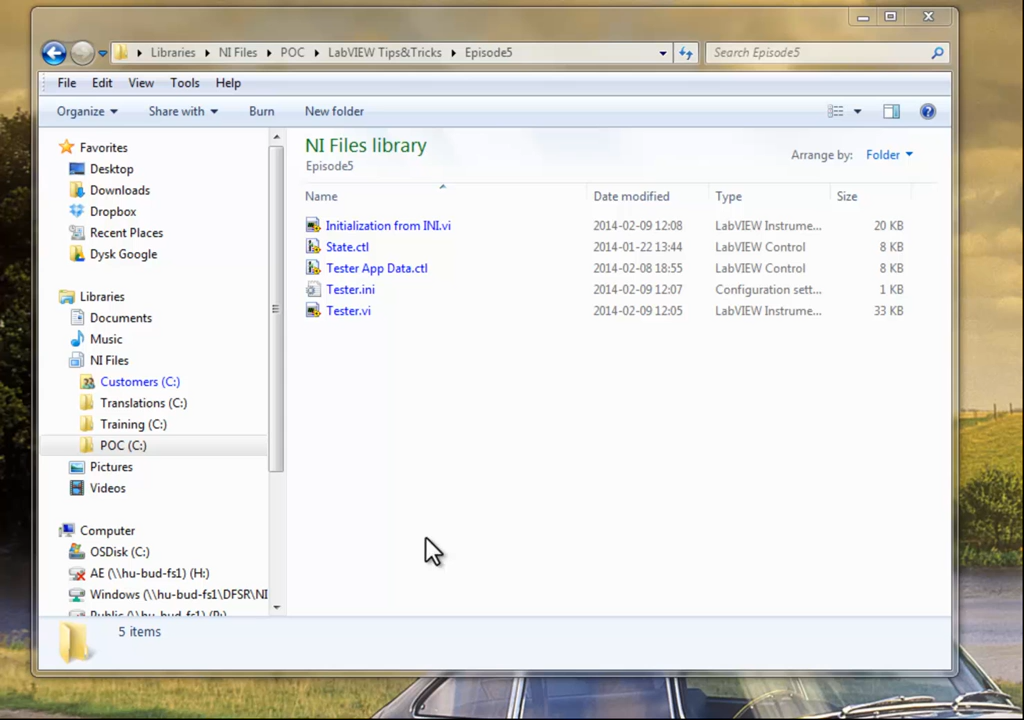 Libraries NI Files POC LabVIEW Tips&Tricks Episode5 Search Episode5
File Edit View Tools Help
Organize Share with Burn New folder
Favorites
Desktop
Downloads
Dropbox
Recent Places
Dysk Google
Libraries
Documents
Music
NI Files
Customers (C:)
Translations (C:)
Training (C:)
POC (C:)
Pictures
Videos
Computer
OSDisk (C:)
AE (\\hu-bud-fs1) (H:)
Windows (\\hu-bud-fs1\DFSR\NI
Public (\\hu-bud-fs1) (P:)
NI Files library
Episode5
Arrange by: Folder
Name Date modified Type Size
Initialization from INI.vi 2014-02-09 12:08 LabVIEW Instrume... 20 KB
State.ctl 2014-01-22 13:44 LabVIEW Control 8 KB
Tester App Data.ctl 2014-02-08 18:55 LabVIEW Control 8 KB
Tester.ini 2014-02-09 12:07 Configuration sett... 1 KB
Tester.vi 2014-02-09 12:05 LabVIEW Instrume... 33 KB
5 items